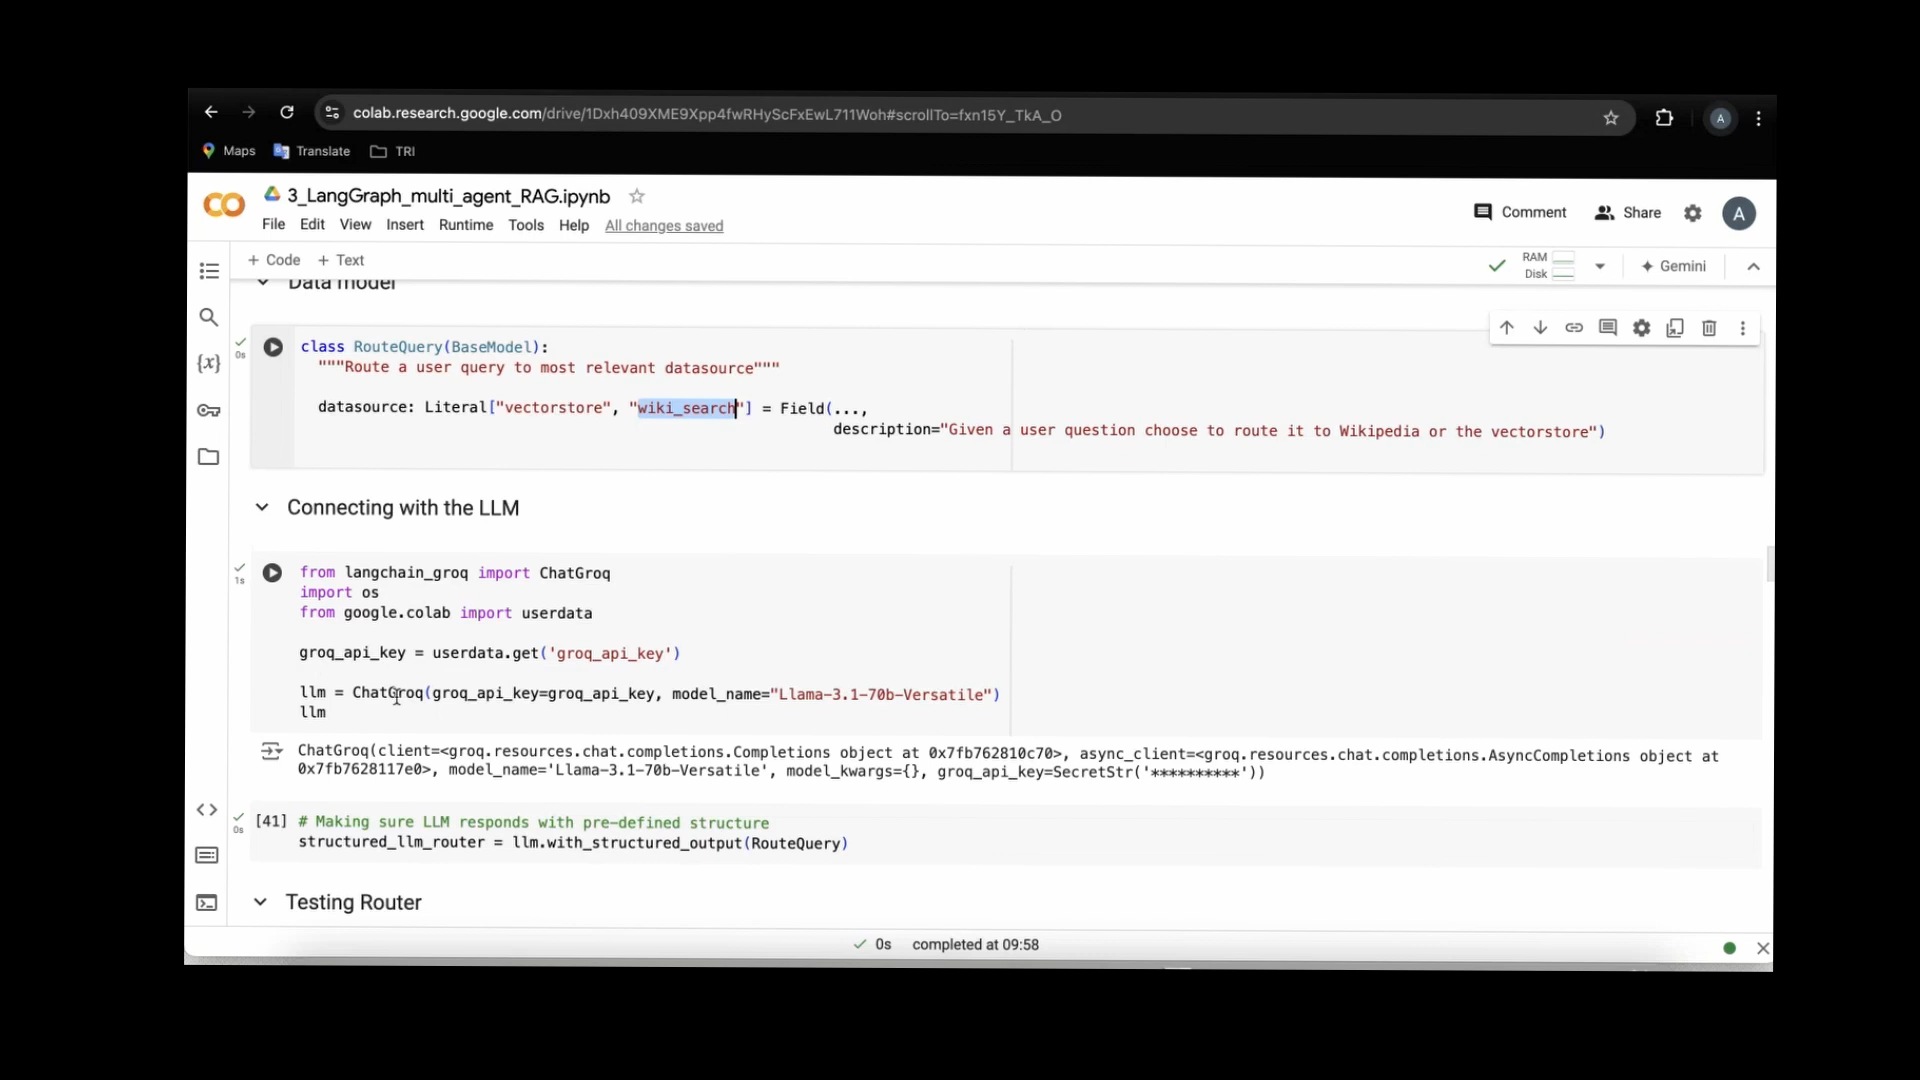 colab.research.google.com/drive/1Dxh409XME9Xpp4fwRHyScFxEwL711Woh#scrollTo=fxn15Y_TkA_O
A
Maps Translate TRI
CO
3_LangGraph_multi_agent_RAG.ipynb
Comment Share A
File Edit View Insert Runtime Tools Help All changes saved
+ Code + Text
RAM
Disk
Gemini
Data model
0s
class RouteQuery(BaseModel):
"""Route a user query to most relevant datasource"""
datasource: Literal["vectorstore", "wiki_search"] = Field(...,
description="Given a user question choose to route it to Wikipedia or the vectorstore")
Connecting with the LLM
1s
from langchain_groq import ChatGroq
import os
from google.colab import userdata
groq_api_key = userdata.get('groq_api_key')
llm = ChatGroq(groq_api_key=groq_api_key, model_name="Llama-3.1-70b-Versatile")
llm
ChatGroq(client=<groq.resources.chat.completions.Completions object at 0x7fb762810c70>, async_client=<groq.resources.chat.completions.AsyncCompletions object at
0x7fb7628117e0>, model_name='Llama-3.1-70b-Versatile', model_kwargs={}, groq_api_key=SecretStr('**********'))
0s
[41] # Making sure LLM responds with pre-defined structure
structured_llm_router = llm.with_structured_output(RouteQuery)
Testing Router
0s completed at 09:58